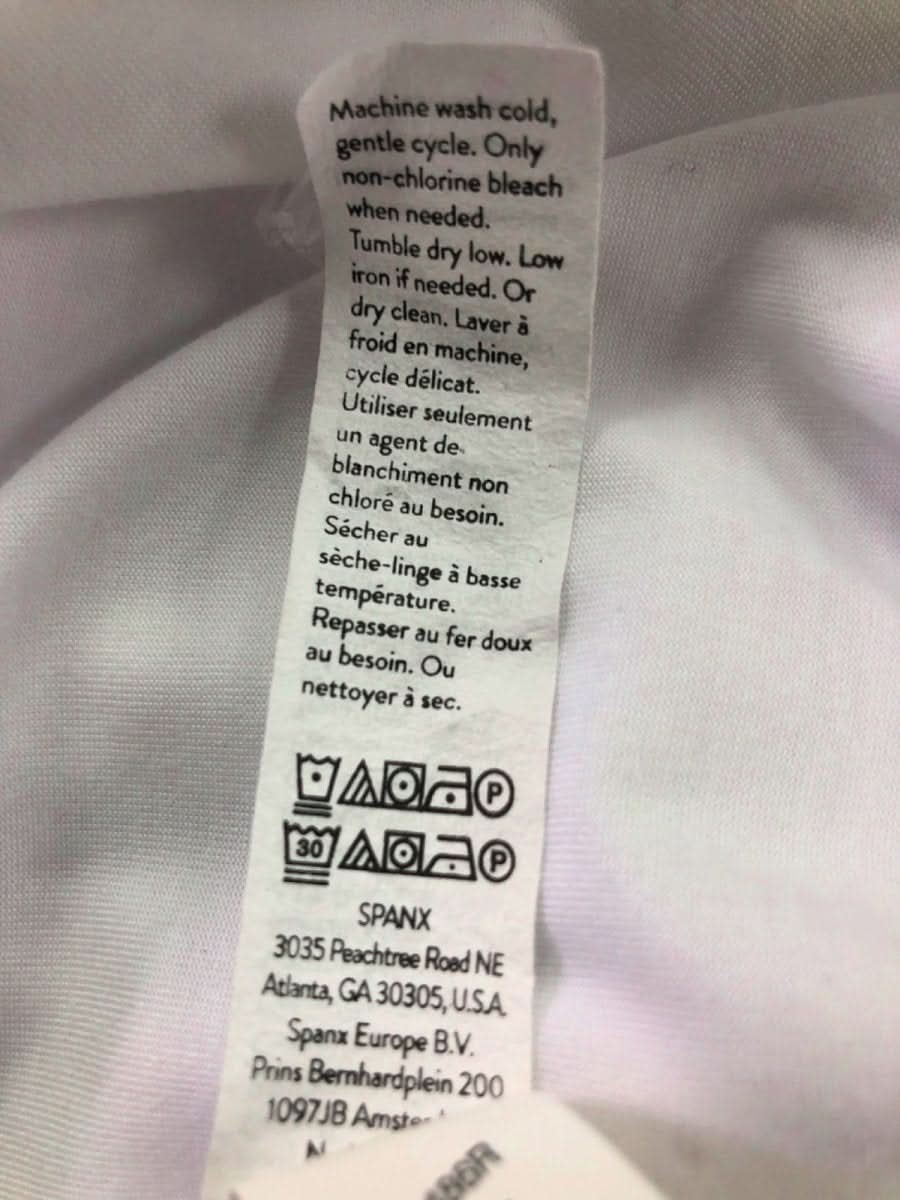 Machine wash cold,
gentle cycle. Only
non-chlorine bleach
when needed.
Tumble dry low. Low
iron if needed. Or
dry clean. Laver à
froid en machine,
cycle délicat.
Utiliser seulement
un agent de
blanchiment non
chloré au besoin.
Sécher au
sèche-linge à basse
température.
Repasser au fer doux
au besoin. Ou
nettoyer à sec.
P
30 P
SPANX
3035 Peachtree Road NE
Atlanta, GA 30305, U.S.A.
Spanx Europe B.V.
Prins Bernhardplein 200
1097JB